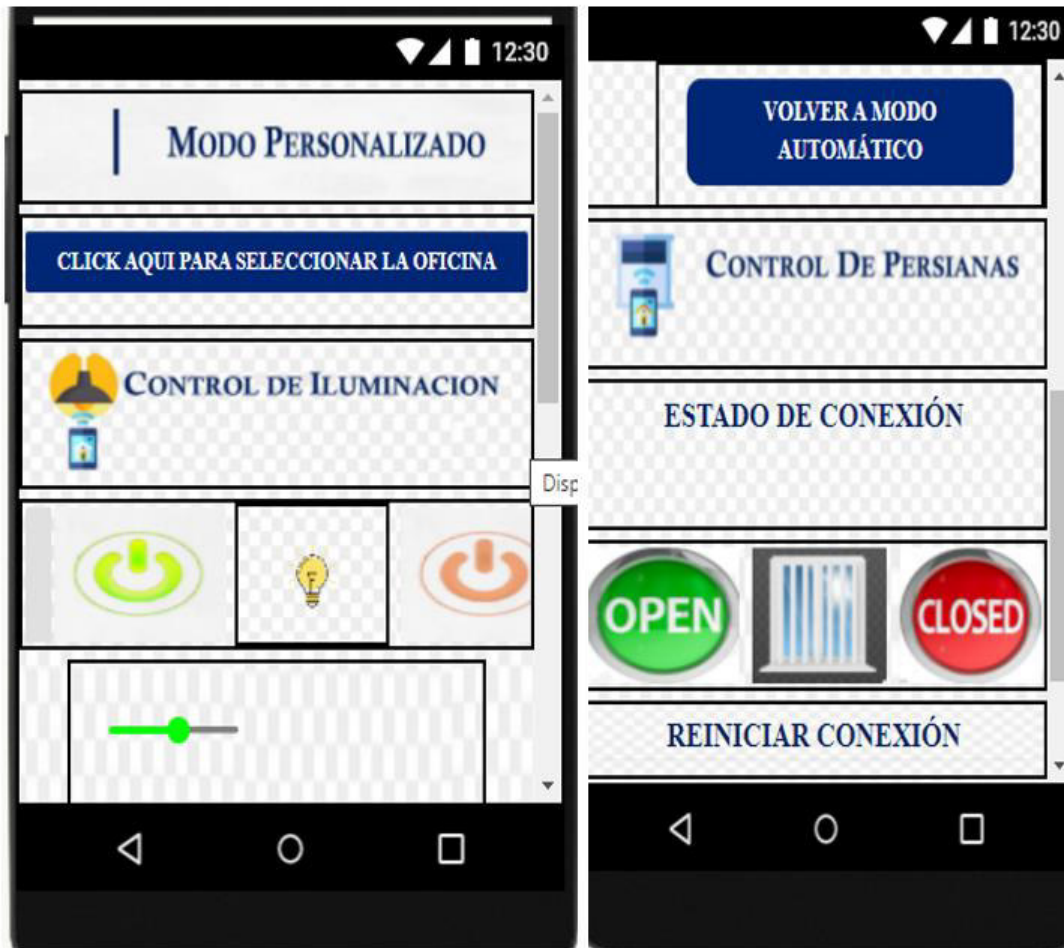 12:30
MODO PERSONALIZADO
CLICK AQUI PARA SELECCIONAR LA OFICINA
CONTROL DE ILUMINACION
Disp
12:30
VOLVER A MODO
AUTOMÁTICO
CONTROL DE PERSIANAS
ESTADO DE CONEXIÓN
OPEN
CLOSED
REINICIAR CONEXIÓN